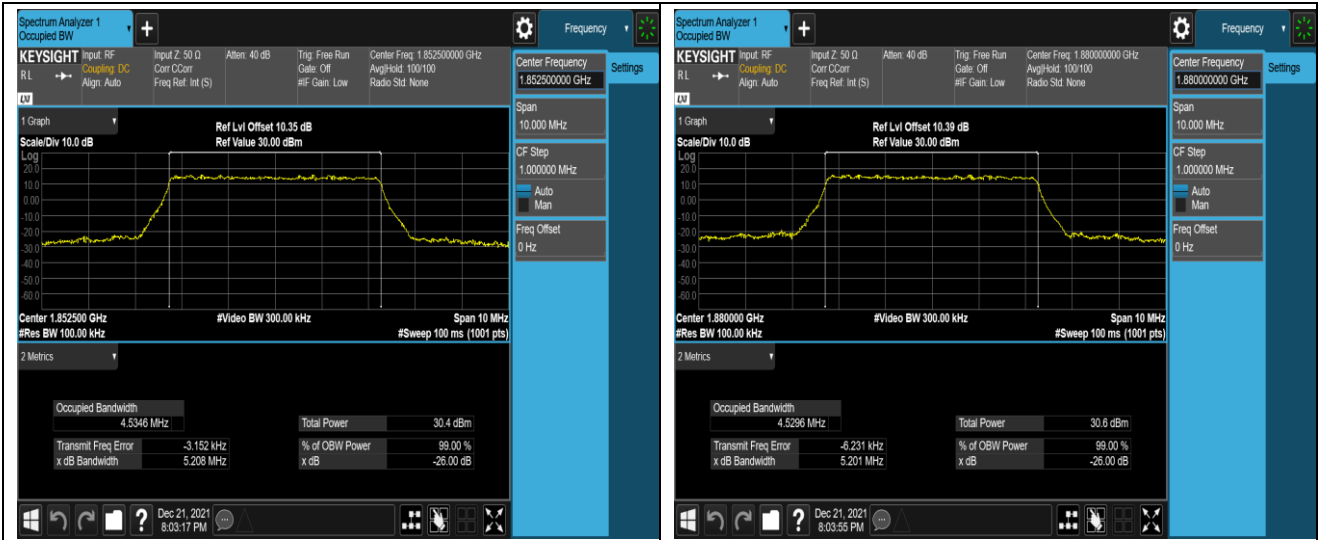 Spectrum Analyzer 1
Occupied BW
+
Frequency
KEYSIGHT Input: RF Input Z: 50 Ω Atten: 40 dB Trig: Free Run Center Freq: 1.852500000 GHz
RL Coupling: DC Corr CCorr Gate: Off Avg|Hold: 100/100
Align: Auto Freq Ref: Int (S) #IF Gain: Low Radio Std: None
LXI
Center Frequency
1.852500000 GHz
Settings
Span
10.000 MHz
CF Step
1.000000 MHz
Auto
Man
Freq Offset
0 Hz
1 Graph
Ref Lvl Offset 10.35 dB
Scale/Div 10.0 dB Ref Value 30.00 dBm
Log
20.0
10.0
0.00
-10.0
-20.0
-30.0
-40.0
-50.0
-60.0
Center 1.852500 GHz #Video BW 300.00 kHz Span 10 MHz
#Res BW 100.00 kHz #Sweep 100 ms (1001 pts)
2 Metrics
Occupied Bandwidth
4.5346 MHz Total Power 30.4 dBm
Transmit Freq Error -3.152 kHz % of OBW Power 99.00 %
x dB Bandwidth 5.208 MHz x dB -26.00 dB
?
Dec 21, 2021
8:03:17 PM
Spectrum Analyzer 1
Occupied BW
+
Frequency
KEYSIGHT Input: RF Input Z: 50 Ω Atten: 40 dB Trig: Free Run Center Freq: 1.880000000 GHz
RL Coupling: DC Corr CCorr Gate: Off Avg|Hold: 100/100
Align: Auto Freq Ref: Int (S) #IF Gain: Low Radio Std: None
LXI
Center Frequency
1.880000000 GHz
Settings
Span
10.000 MHz
CF Step
1.000000 MHz
Auto
Man
Freq Offset
0 Hz
1 Graph
Ref Lvl Offset 10.39 dB
Scale/Div 10.0 dB Ref Value 30.00 dBm
Log
20.0
10.0
0.00
-10.0
-20.0
-30.0
-40.0
-50.0
-60.0
Center 1.880000 GHz #Video BW 300.00 kHz Span 10 MHz
#Res BW 100.00 kHz #Sweep 100 ms (1001 pts)
2 Metrics
Occupied Bandwidth
4.5296 MHz Total Power 30.6 dBm
Transmit Freq Error -6.231 kHz % of OBW Power 99.00 %
x dB Bandwidth 5.201 MHz x dB -26.00 dB
?
Dec 21, 2021
8:03:55 PM